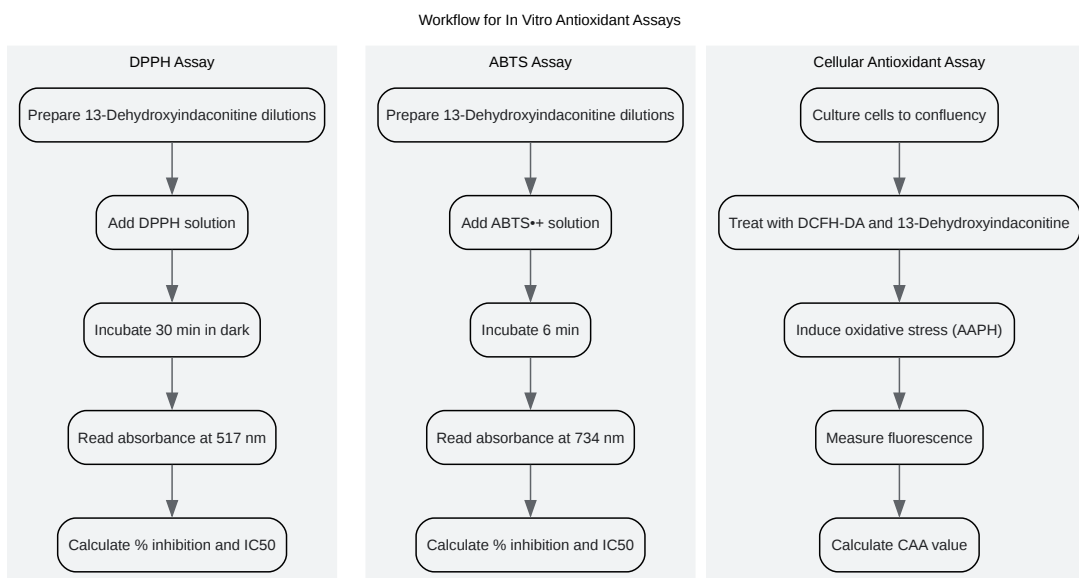 Workflow for In Vitro Antioxidant Assays
DPPH Assay
Prepare 13-Dehydroxyindaconitine dilutions
Add DPPH solution
Incubate 30 min in dark
Read absorbance at 517 nm
Calculate % inhibition and IC50
ABTS Assay
Prepare 13-Dehydroxyindaconitine dilutions
Add ABTS•+ solution
Incubate 6 min
Read absorbance at 734 nm
Calculate % inhibition and IC50
Cellular Antioxidant Assay
Culture cells to confluency
Treat with DCFH-DA and 13-Dehydroxyindaconitine
Induce oxidative stress (AAPH)
Measure fluorescence
Calculate CAA value